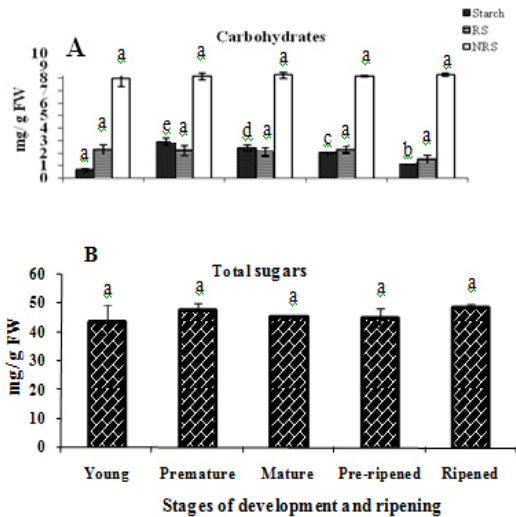 Starch
RS
NRS
A
Carbohydrates
mg/ g FW
10
9
8
7
6
5
4
3
2
1
0
a a a
e a a
d a a
c a a
b a a
B
Total sugars
mg/g FW
60
50
40
30
20
10
0
a a a a a
Young Premature Mature Pre-ripened Ripened
Stages of development and ripening